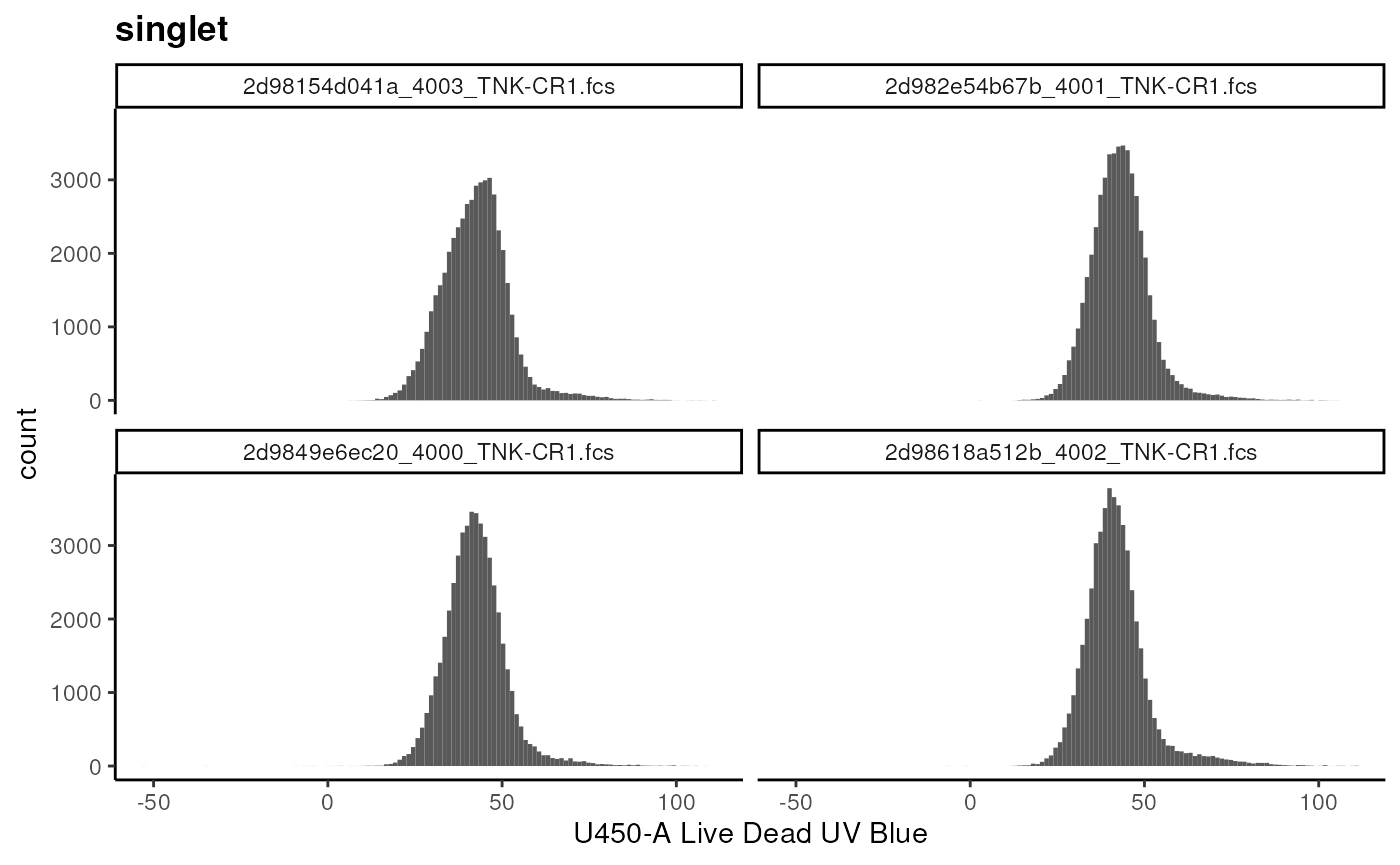 singlet
2d98154d041a_4003_TNK-CR1.fcs
2d982e54b67b_4001_TNK-CR1.fcs
3000
2000
1000
0
count
2d9849e6ec20_4000_TNK-CR1.fcs
2d98618a512b_4002_TNK-CR1.fcs
3000
2000
1000
0
-50 0 50 100 -50 0 50 100
U450-A Live Dead UV Blue